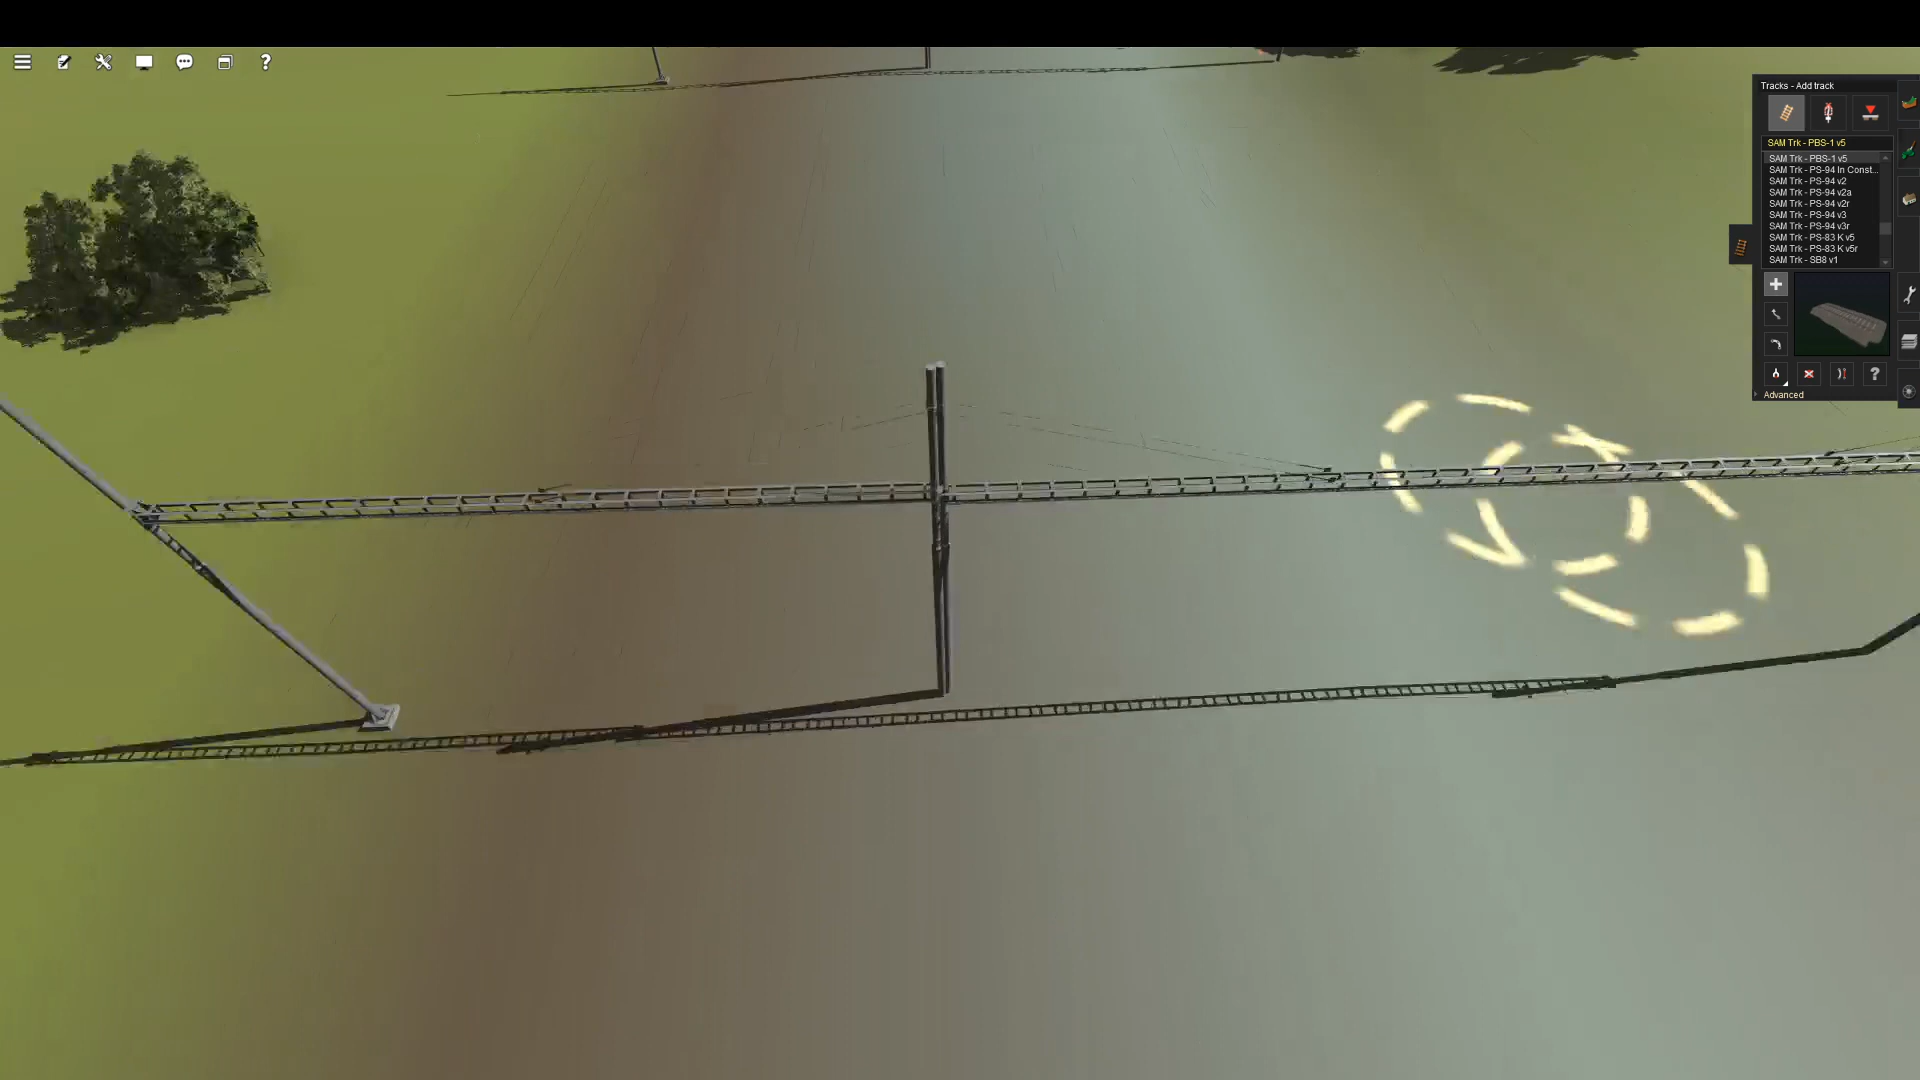 Tracks - Add track
SAM Trk - PBS-1 v5
SAM Trk - PBS-1 v5
SAM Trk - PS-94 In Const...
SAM Trk - PS-94 v2
SAM Trk - PS-94 v2a
SAM Trk - PS-94 v2r
SAM Trk - PS-94 v3
SAM Trk - PS-94 v3r
SAM Trk - PS-83 K v5
SAM Trk - PS-83 K v5r
SAM Trk - SB8 v1
Advanced